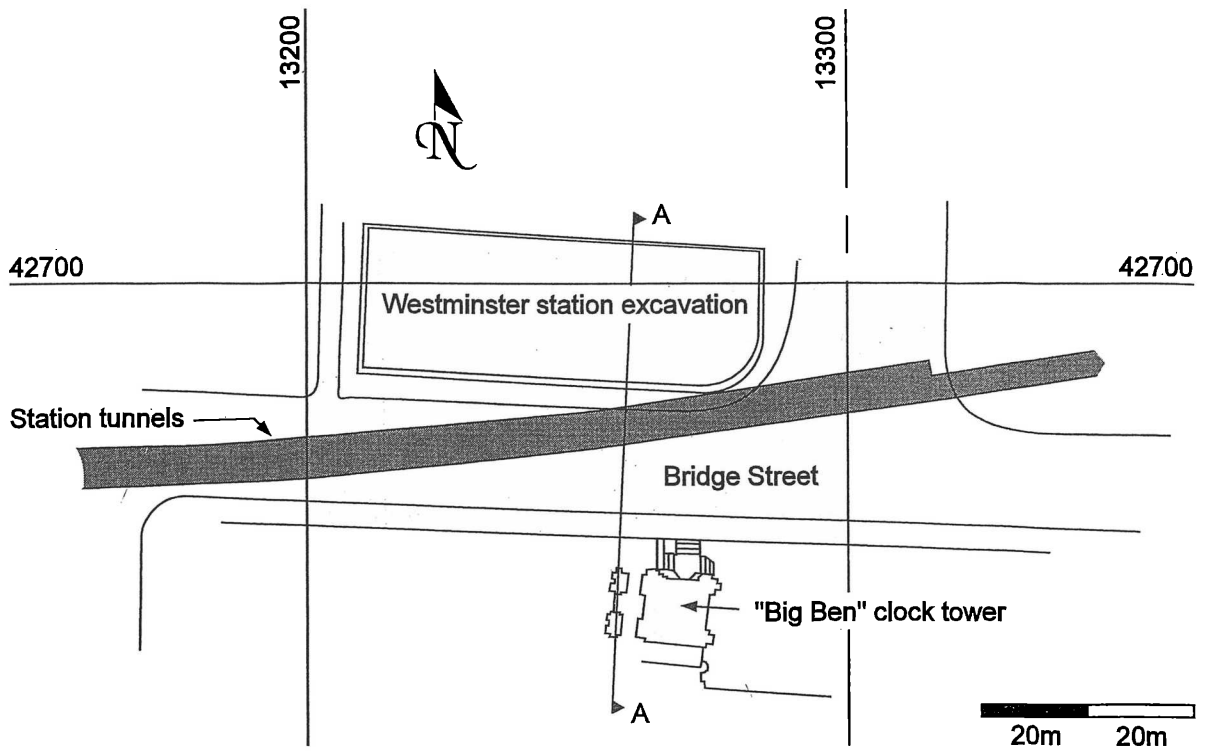 13200
13300
N
A
42700
42700
Westminster station excavation
Station tunnels
Bridge Street
"Big Ben" clock tower
A
20m
20m